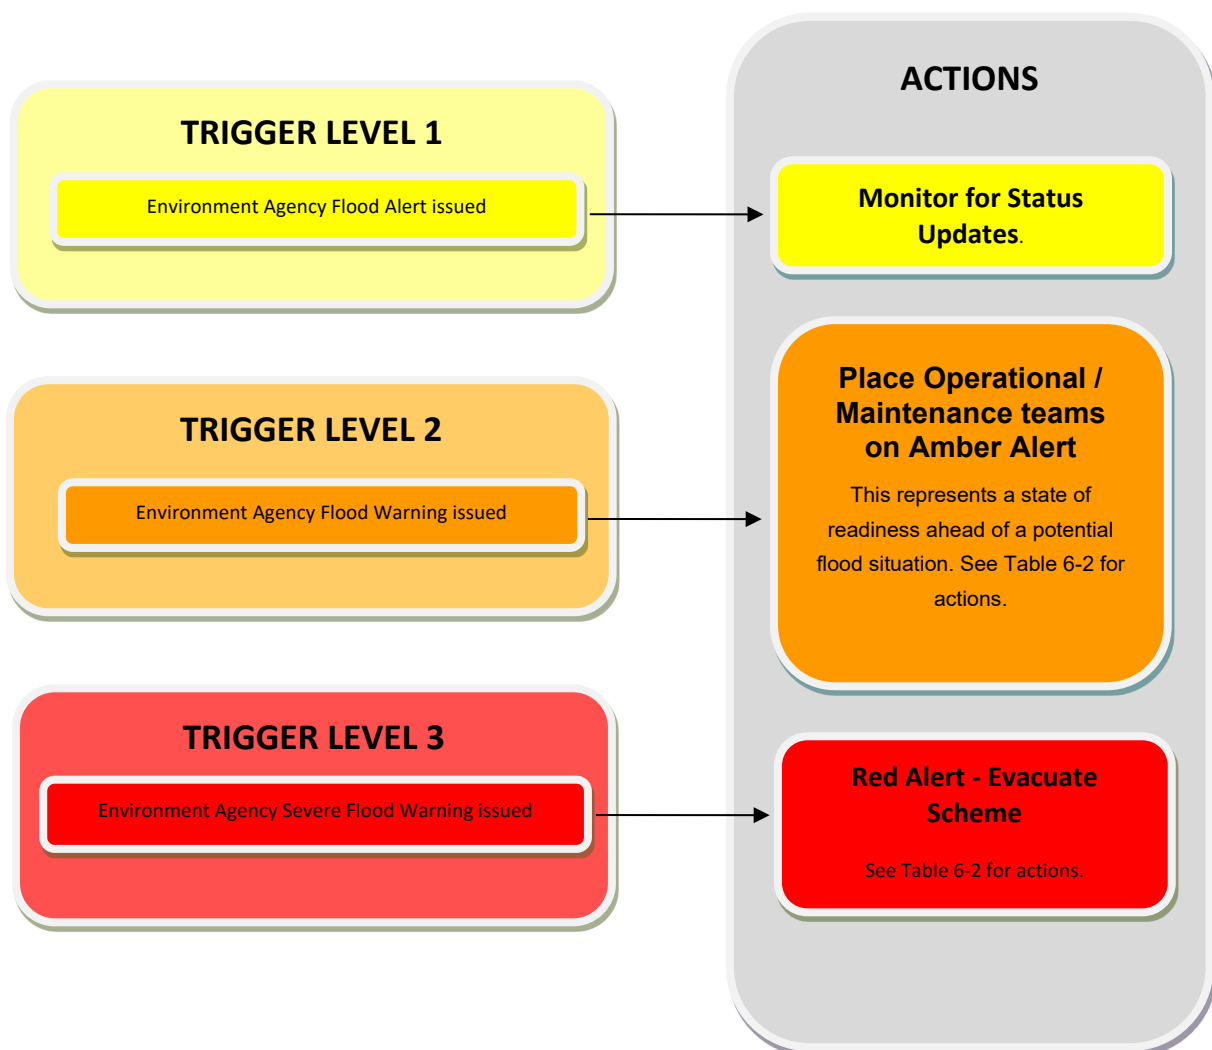 ACTIONS
TRIGGER LEVEL 1
Environment Agency Flood Alert issued
Monitor for Status
Updates.
TRIGGER LEVEL 2
Environment Agency Flood Warning issued
Place Operational /
Maintenance teams
on Amber Alert
This represents a state of
readiness ahead of a potential
flood situation. See Table 6-2 for
actions.
TRIGGER LEVEL 3
Environment Agency Severe Flood Warning issued
Red Alert - Evacuate
Scheme
See Table 6-2 for actions.